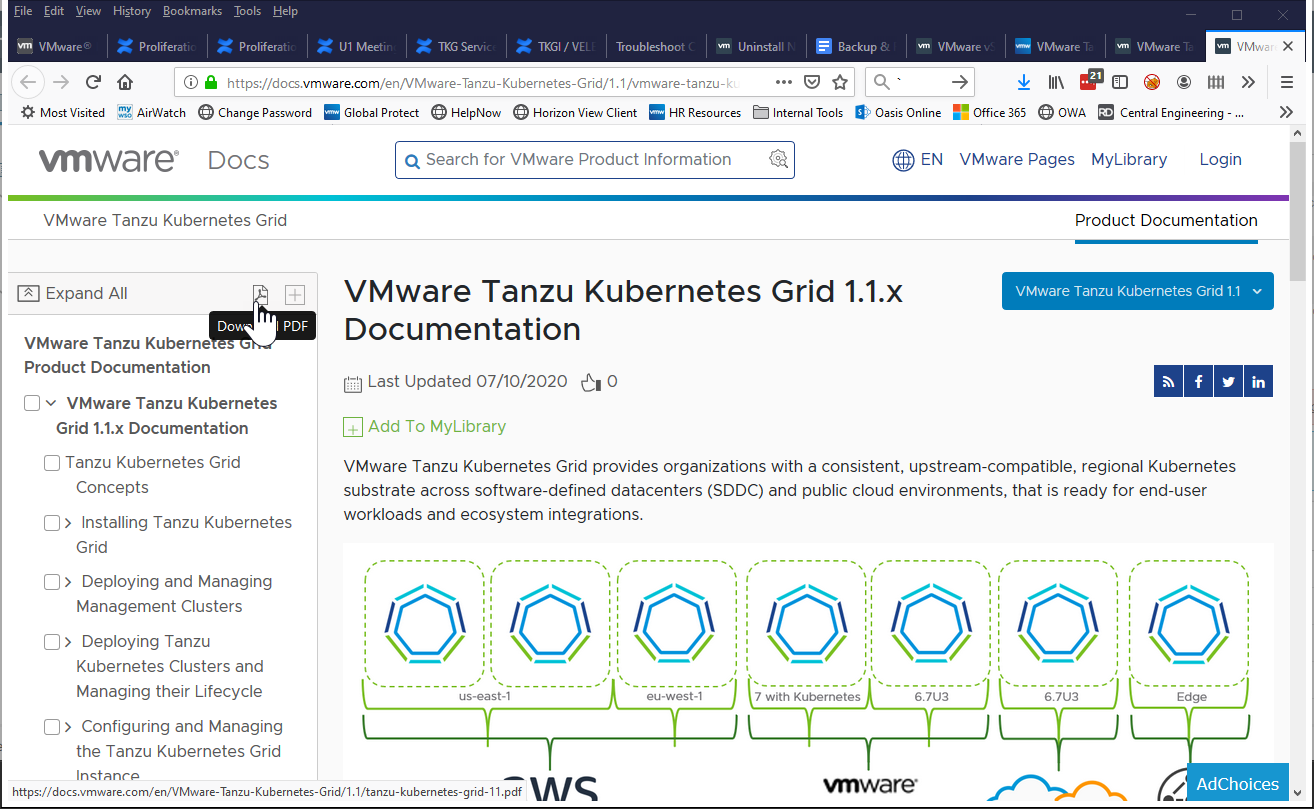 File Edit View History Bookmarks Tools Help
VMware® Proliferatio Proliferatio U1 Meetin TKG Service TKGI / VELE Troubleshoot C Uninstall N Backup & VMware vS VMware Ta VMware Ta VMware
https://docs.vmware.com/en/VMware-Tanzu-Kubernetes-Grid/1.1/vmware-tanzu-ku ` 21
Most Visited AirWatch Change Password Global Protect HelpNow Horizon View Client HR Resources Internal Tools Oasis Online Office 365 OWA Central Engineering - ...
vmware® Docs Search for VMware Product Information EN VMware Pages MyLibrary Login
VMware Tanzu Kubernetes Grid Product Documentation
Expand All
Download PDF
VMware Tanzu Kubernetes Grid
Product Documentation
VMware Tanzu Kubernetes
Grid 1.1.x Documentation
Tanzu Kubernetes Grid
Concepts
Installing Tanzu Kubernetes
Grid
Deploying and Managing
Management Clusters
Deploying Tanzu
Kubernetes Clusters and
Managing their Lifecycle
Configuring and Managing
the Tanzu Kubernetes Grid
Instance
VMware Tanzu Kubernetes Grid 1.1.x
Documentation
VMware Tanzu Kubernetes Grid 1.1
Last Updated 07/10/2020 0
Add To MyLibrary
VMware Tanzu Kubernetes Grid provides organizations with a consistent, upstream-compatible, regional Kubernetes
substrate across software-defined datacenters (SDDC) and public cloud environments, that is ready for end-user
workloads and ecosystem integrations.
us-east-1 eu-west-1 7 with Kubernetes 6.7U3 6.7U3 Edge
aws vmware®
AdChoices
https://docs.vmware.com/en/VMware-Tanzu-Kubernetes-Grid/1.1/tanzu-kubernetes-grid-11.pdf